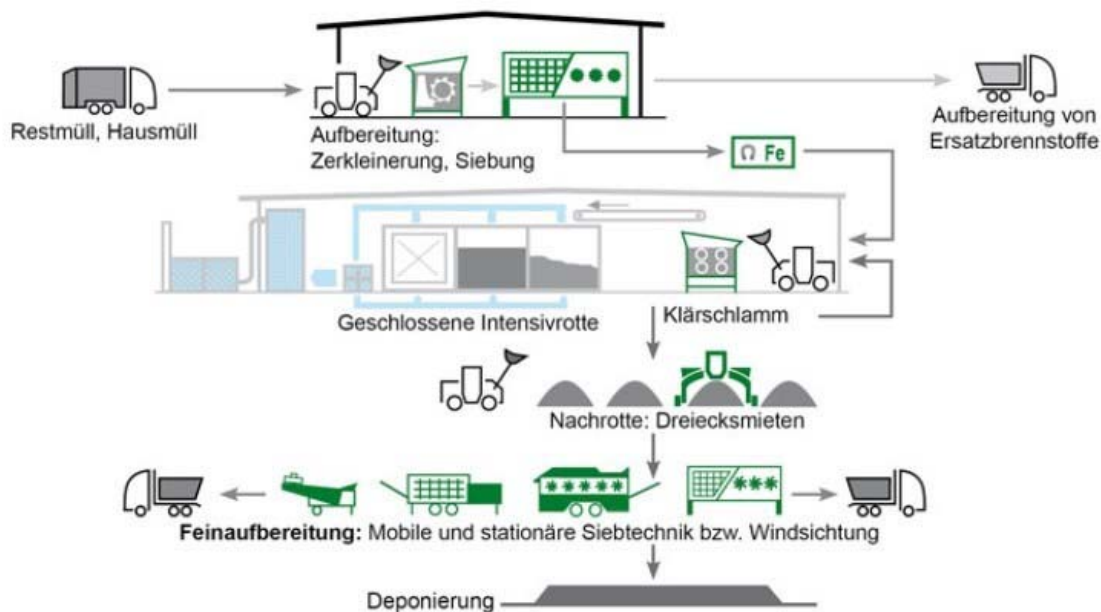 Restmüll, Hausmüll
Aufbereitung:
Zerkleinerung, Siebung
Aufbereitung von
Ersatzbrennstoffe
Fe
Geschlossene Intensivrotte
Klärschlamm
Nachrotte: Dreiecksmieten
Feinaufbereitung: Mobile und stationäre Siebtechnik bzw. Windsichtung
Deponierung